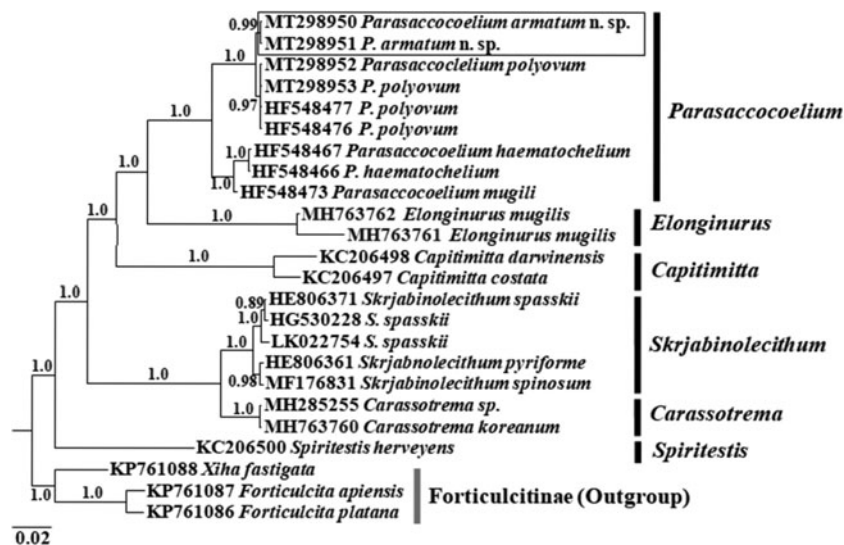 0.99
MT298950 Parasaccocoelium armatum n. sp.
MT298951 P. armatum n. sp.
1.0
MT298952 Parasaccolelium polyovum
MT298953 P. polyovum
0.97
HF548477 P. polyovum
HF548476 P. polyovum
Parasaccocoelium
1.0
1.0
HF548467 Parasaccocoelium haematochelium
HF548466 P. haematochelium
1.0
HF548473 Parasaccocoelium mugili
1.0
1.0
MH763762 Elonginurus mugilis
MH763761 Elonginurus mugilis
Elonginurus
1.0
1.0
KC206498 Capitimitta darwinensis
KC206497 Capitimitta costata
Capitimitta
1.0
0.89
HE806371 Skrjabinolecithum spasskii
1.0
HG530228 S. spasskii
LK022754 S. spasskii
1.0
HE806361 Skrjabnolecithum pyriforme
0.98
MF176831 Skrjabinolecithum spinosum
Skrjabinolecithum
1.0
1.0
MH285255 Carassotrema sp.
MH763760 Carassotrema koreanum
Carassotrema
1.0
KC206500 Spiritestis herveyens
Spiritestis
KP761088 Xiha fastigata
1.0
1.0
KP761087 Forticulcita apiensis
KP761086 Forticulcita platana
Forticulcitinae (Outgroup)
0.02